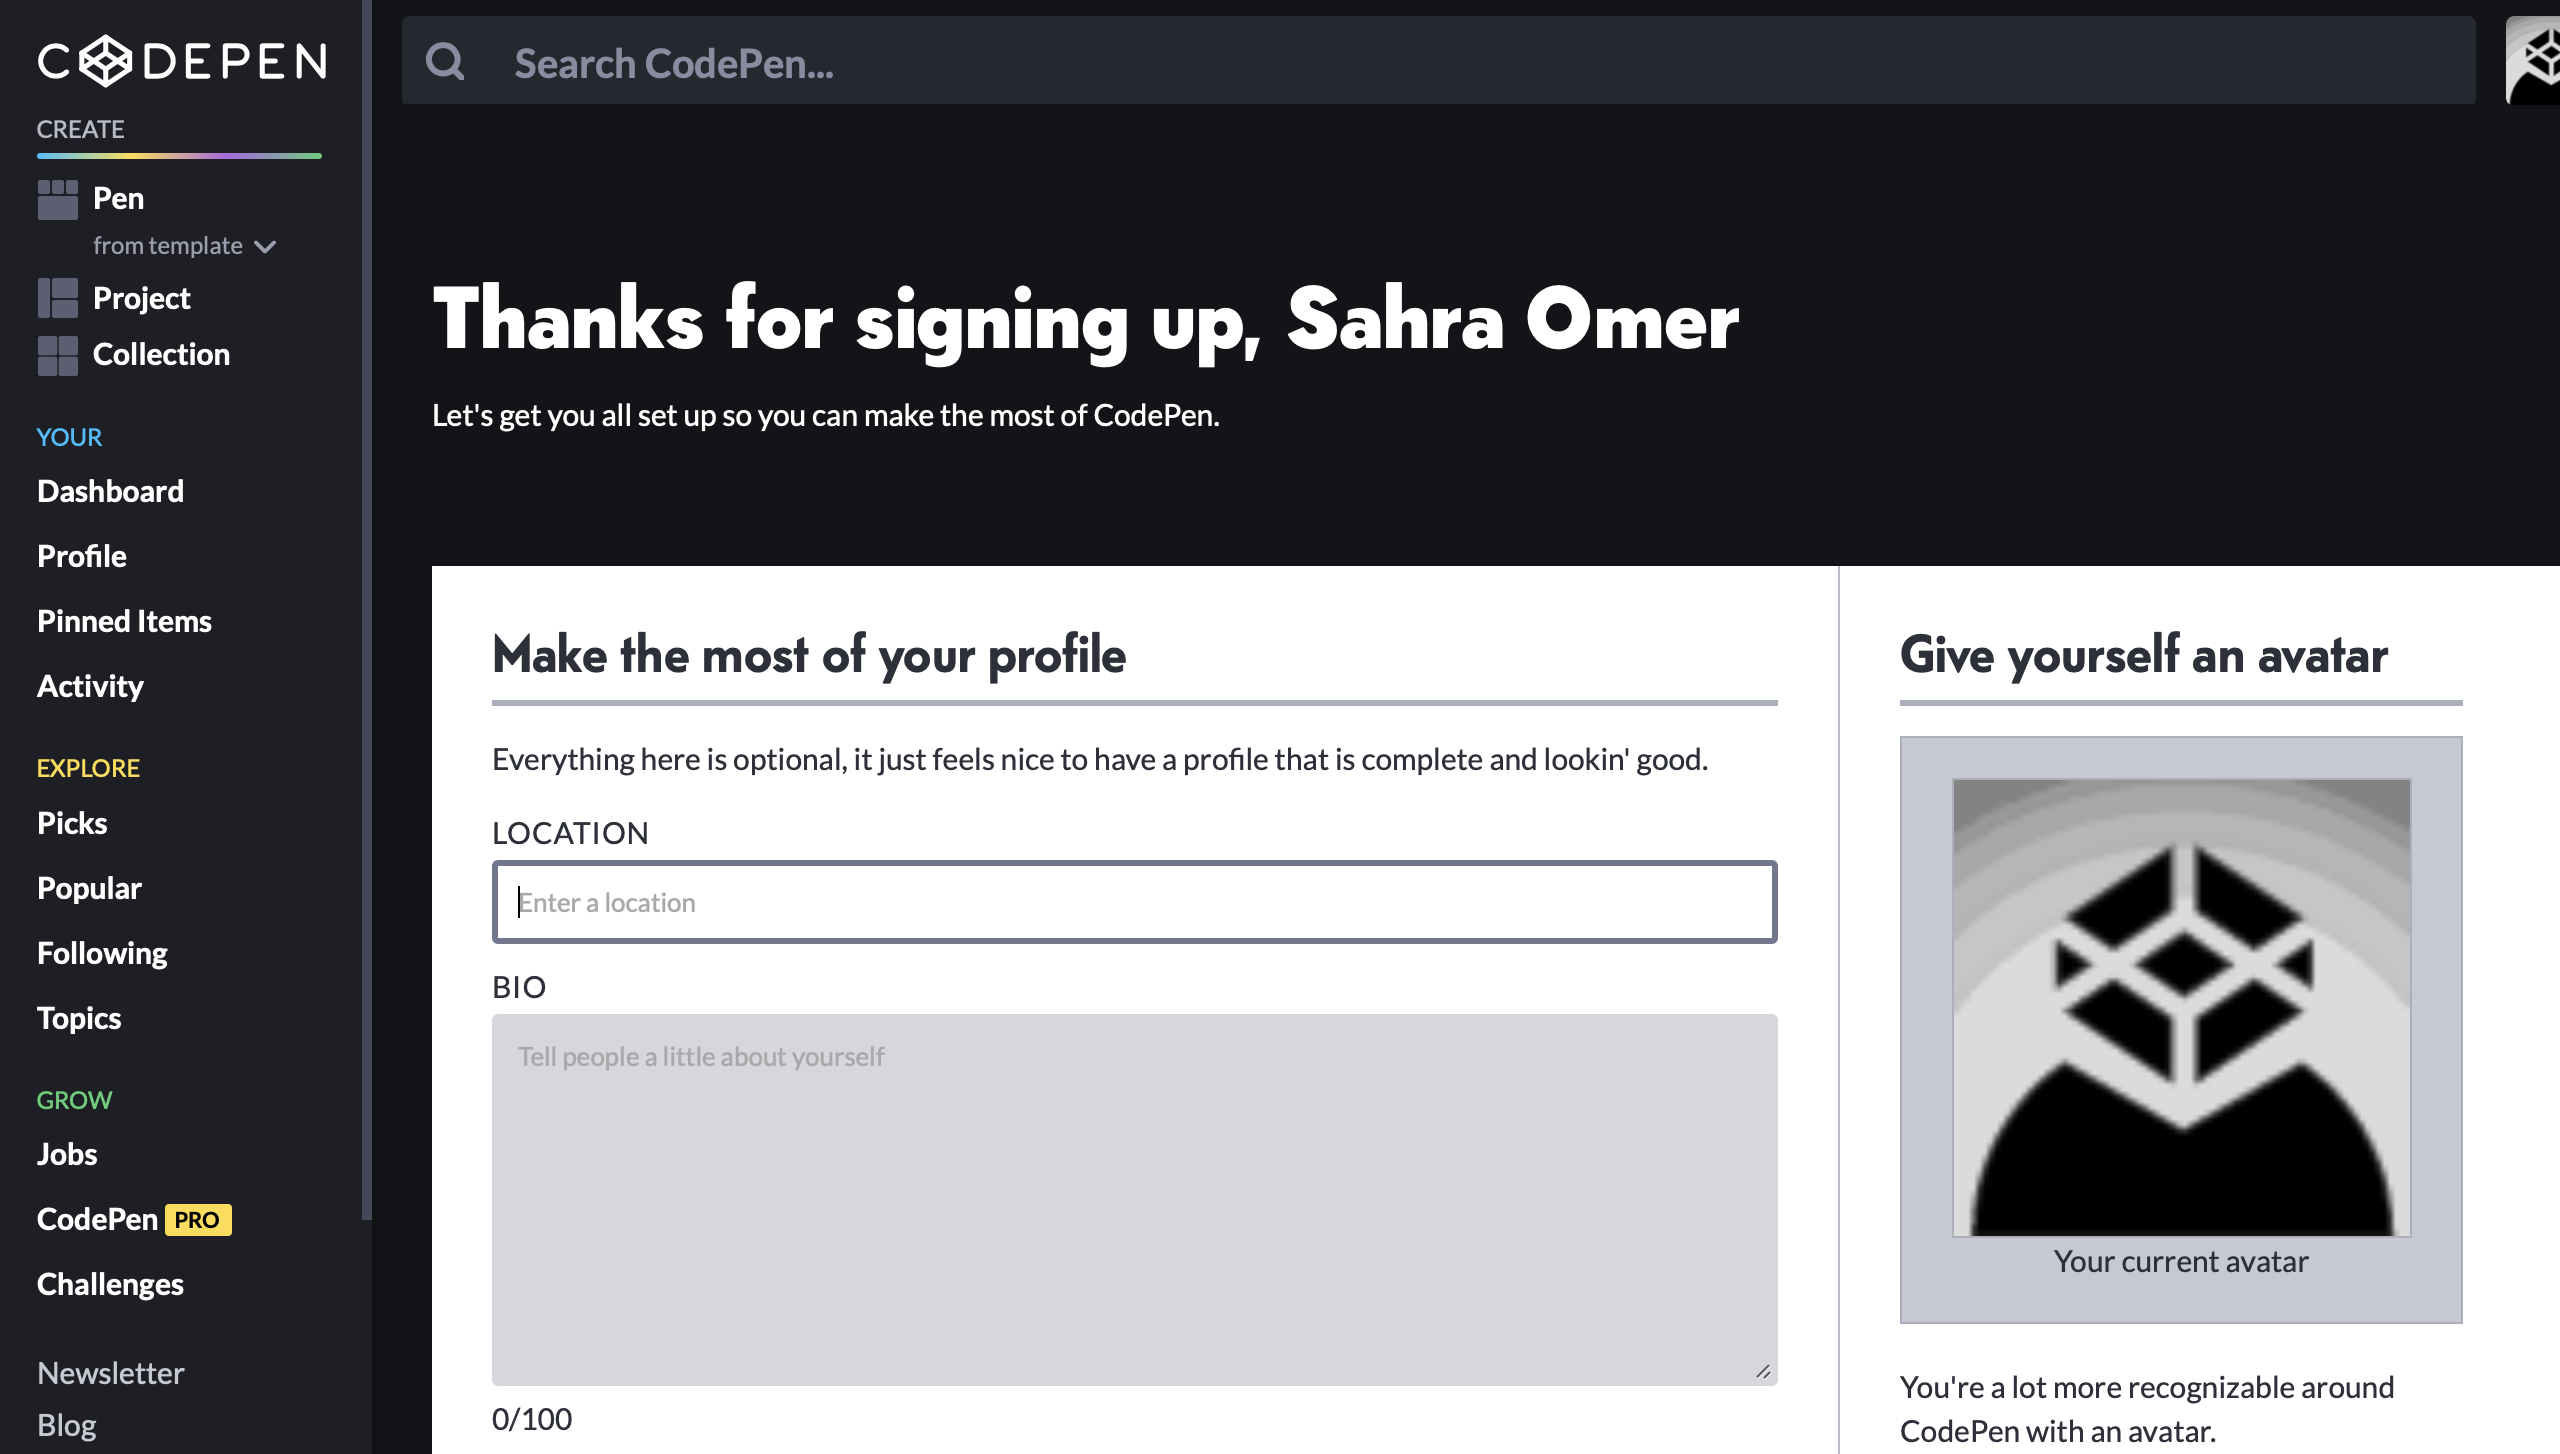 CODEPEN
CREATE
Pen
from template
Project
Collection
YOUR
Dashboard
Profile
Pinned Items
Activity
EXPLORE
Picks
Popular
Following
Topics
GROW
Jobs
CodePen PRO
Challenges
Newsletter
Blog
Search CodePen...
Thanks for signing up, Sahra Omer
Let's get you all set up so you can make the most of CodePen.
Make the most of your profile
Everything here is optional, it just feels nice to have a profile that is complete and lookin' good.
LOCATION
Enter a location
BIO
Tell people a little about yourself
0/100
Give yourself an avatar
Your current avatar
You're a lot more recognizable around
CodePen with an avatar.